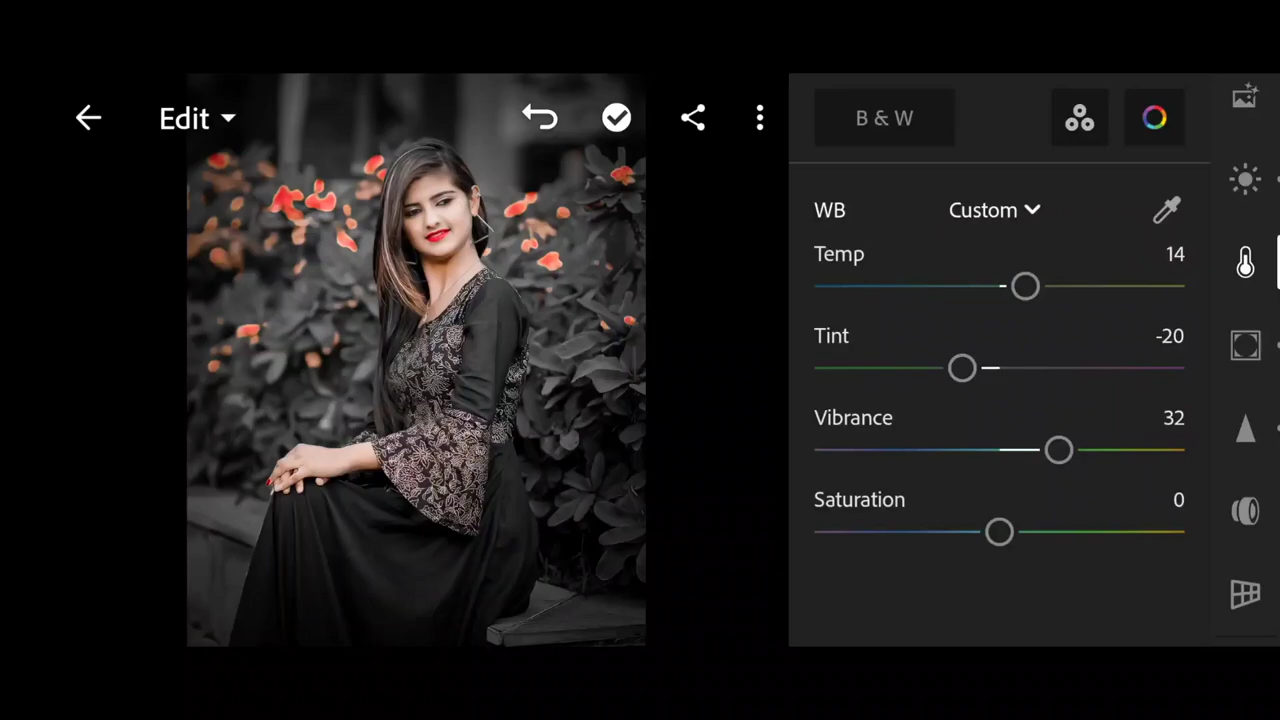 Edit
B & W
WB Custom
Temp 14
Tint -20
Vibrance 32
Saturation 0